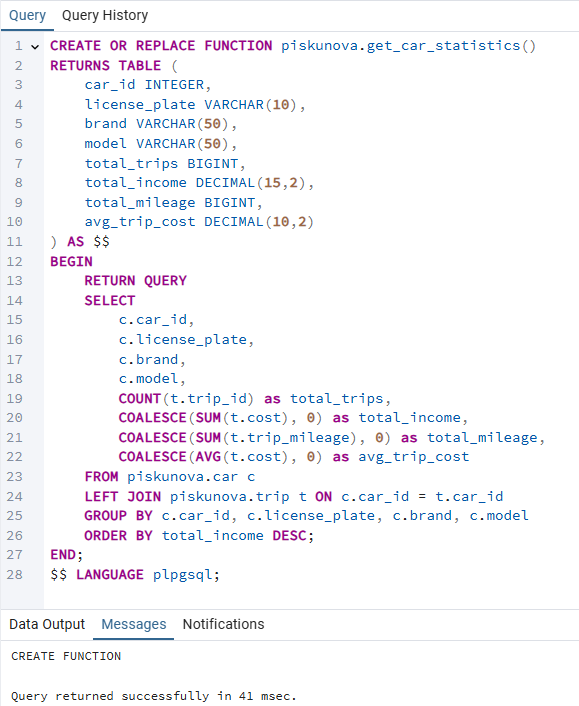 Query Query History
1 CREATE OR REPLACE FUNCTION piskunova.get_car_statistics()
2 RETURNS TABLE (
3 car_id INTEGER,
4 license_plate VARCHAR(10),
5 brand VARCHAR(50),
6 model VARCHAR(50),
7 total_trips BIGINT,
8 total_income DECIMAL(15,2),
9 total_mileage BIGINT,
10 avg_trip_cost DECIMAL(10,2)
11 ) AS $$
12 BEGIN
13 RETURN QUERY
14 SELECT
15 c.car_id,
16 c.license_plate,
17 c.brand,
18 c.model,
19 COUNT(t.trip_id) as total_trips,
20 COALESCE(SUM(t.cost), 0) as total_income,
21 COALESCE(SUM(t.trip_mileage), 0) as total_mileage,
22 COALESCE(AVG(t.cost), 0) as avg_trip_cost
23 FROM piskunova.car c
24 LEFT JOIN piskunova.trip t ON c.car_id = t.car_id
25 GROUP BY c.car_id, c.license_plate, c.brand, c.model
26 ORDER BY total_income DESC;
27 END;
28 $$ LANGUAGE plpgsql;
Data Output Messages Notifications
CREATE FUNCTION
Query returned successfully in 41 msec.